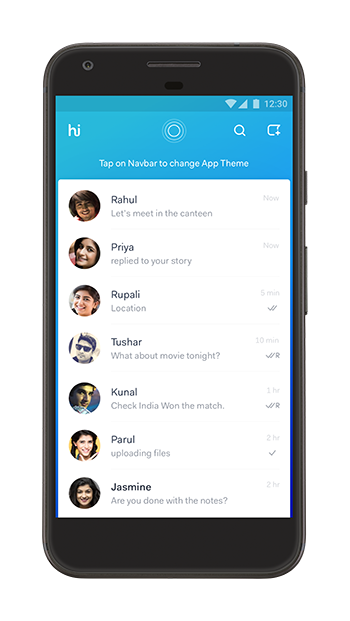 12:30
hi
Tap on Navbar to change App Theme
Rahul
Now
Let's meet in the canteen
Priya
Now
replied to your story
Rupali
5 min
Location
Tushar
10 min
What about movie tonight?
R
Kunal
1 hr
Check India Won the match.
R
Parul
2 hr
uploading files
Jasmine
2 hr
Are you done with the notes?